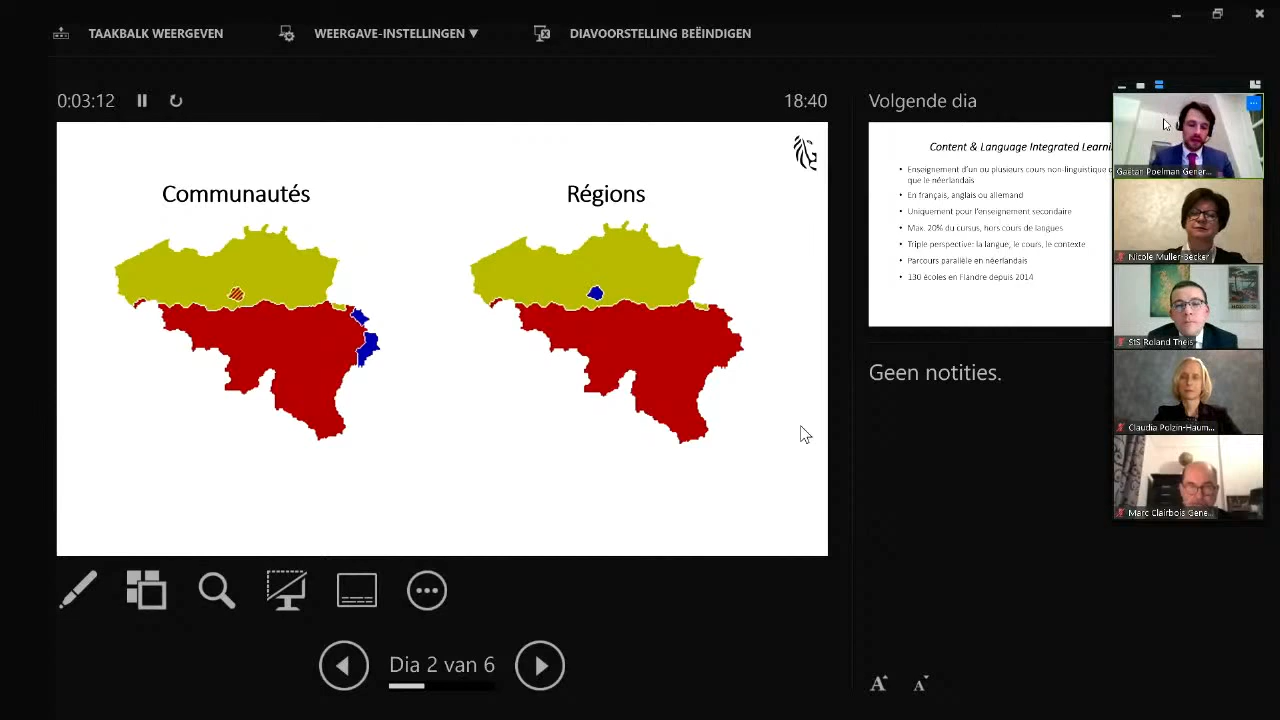 TAAKBALK WEERGEVEN
WEERGAVE-INSTELLINGEN ▼
DIAVOORSTELLING BEËINDIGEN
0:03:12
18:40
Communautés
Régions
Volgende dia
Content & Language Integrated Learni
• Enseignement d'un ou plusieurs cours non-linguistique
que le néerlandais
• En français, anglais ou allemand
• Uniquement pour l'enseignement secondaire
• Max. 20% du cursus, hors cours de langues
• Triple perspective: la langue, le cours, le contexte
• Parcours parallèle en néerlandais
• 130 écoles en Flandre depuis 2014
Geen notities.
Gaëtan Poelman Gener...
Nicole Muller-Becker
StS Roland Theis
Claudia Polzin-Haum...
Marc Clairbois Gene...
Dia 2 van 6
A A